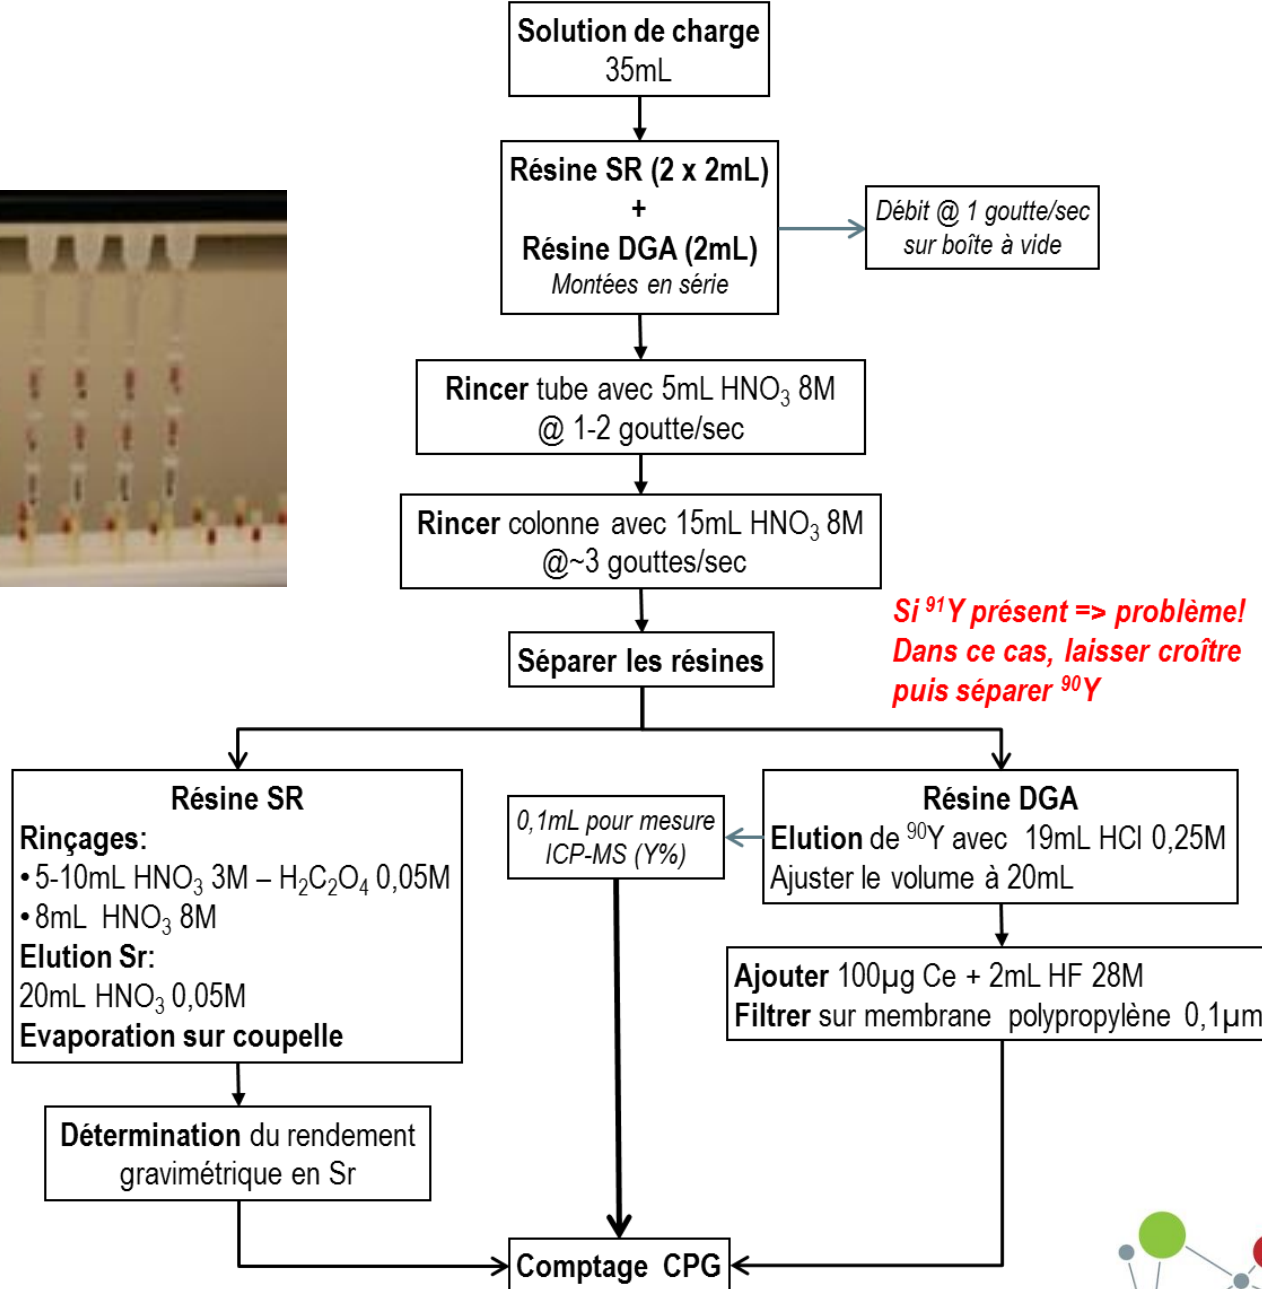 Solution de charge
35mL
Résine SR (2 x 2mL)
+
Résine DGA (2mL)
Montées en série
Débit @ 1 goutte/sec
sur boîte à vide
Rincer tube avec 5mL HNO₃ 8M
@ 1-2 goutte/sec
Rincer colonne avec 15mL HNO₃ 8M
@~3 gouttes/sec
Si ⁹¹Y présent => problème!
Dans ce cas, laisser croître
puis séparer ⁹⁰Y
Séparer les résines
Résine SR
Rinçages:
• 5-10mL HNO₃ 3M – H₂C₂O₄ 0,05M
• 8mL HNO₃ 8M
Elution Sr:
20mL HNO₃ 0,05M
Evaporation sur coupelle
0,1mL pour mesure
ICP-MS (Y%)
Résine DGA
Elution de ⁹⁰Y avec 19mL HCl 0,25M
Ajuster le volume à 20mL
Ajouter 100µg Ce + 2mL HF 28M
Filtrer sur membrane polypropylène 0,1µm
Détermination du rendement
gravimétrique en Sr
Comptage CPG